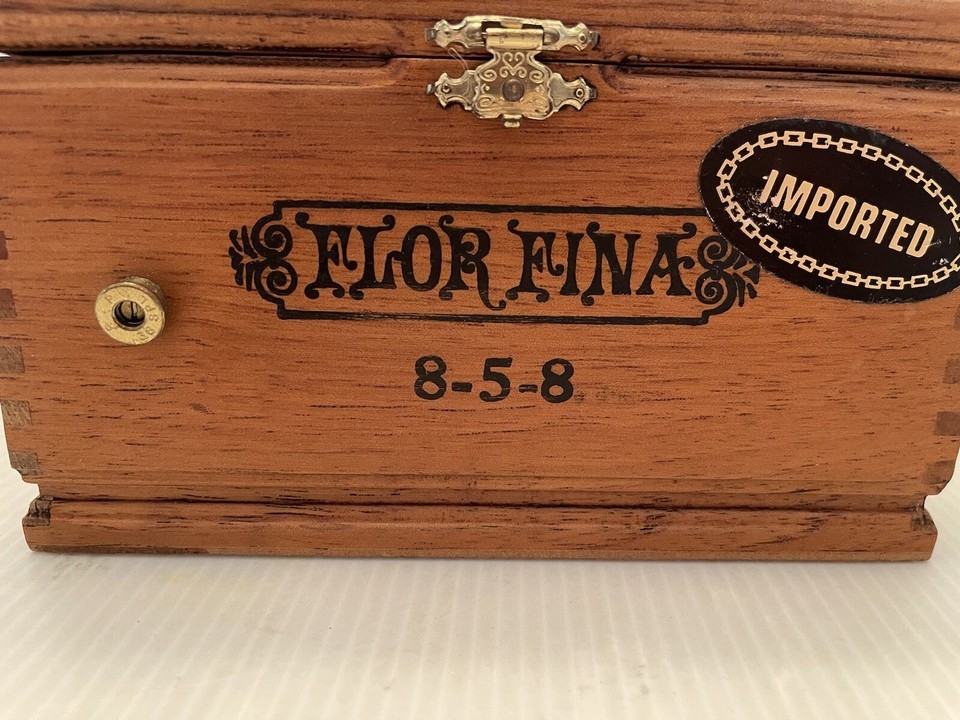 IMPORTED
FLOR FINA
8-5-8